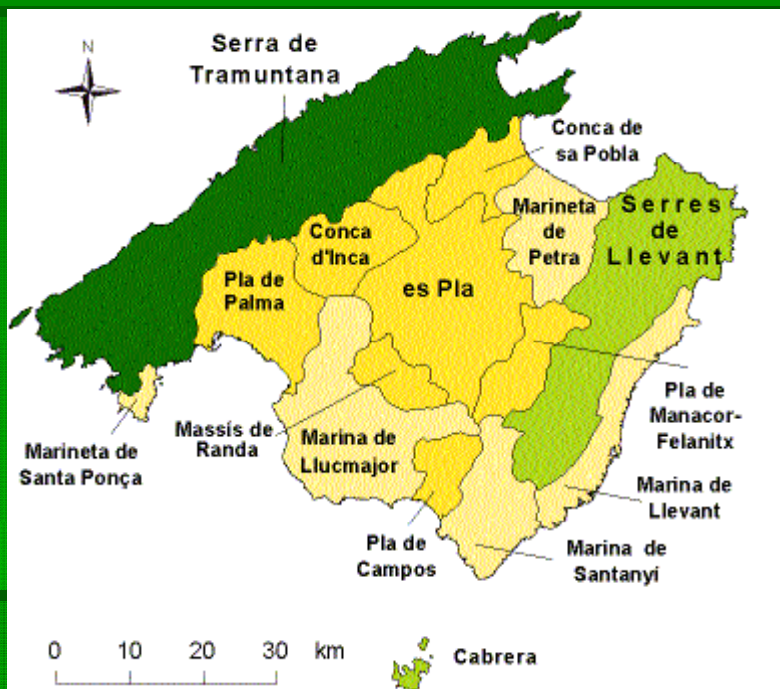 N
Serra de
Tramuntana
Conca de
sa Pobla
Marineta
de
Petra
Serres
de
Llevant
Conca
d'Inca
Pla de
Palma
es Pla
Pla de
Manacor-
Felanitx
Massís de
Randa
Marina de
Llucmajor
Marineta de
Santa Ponça
Marina de
Llevant
Pla de
Campos
Marina de
Santanyí
0 10 20 30 km
Cabrera